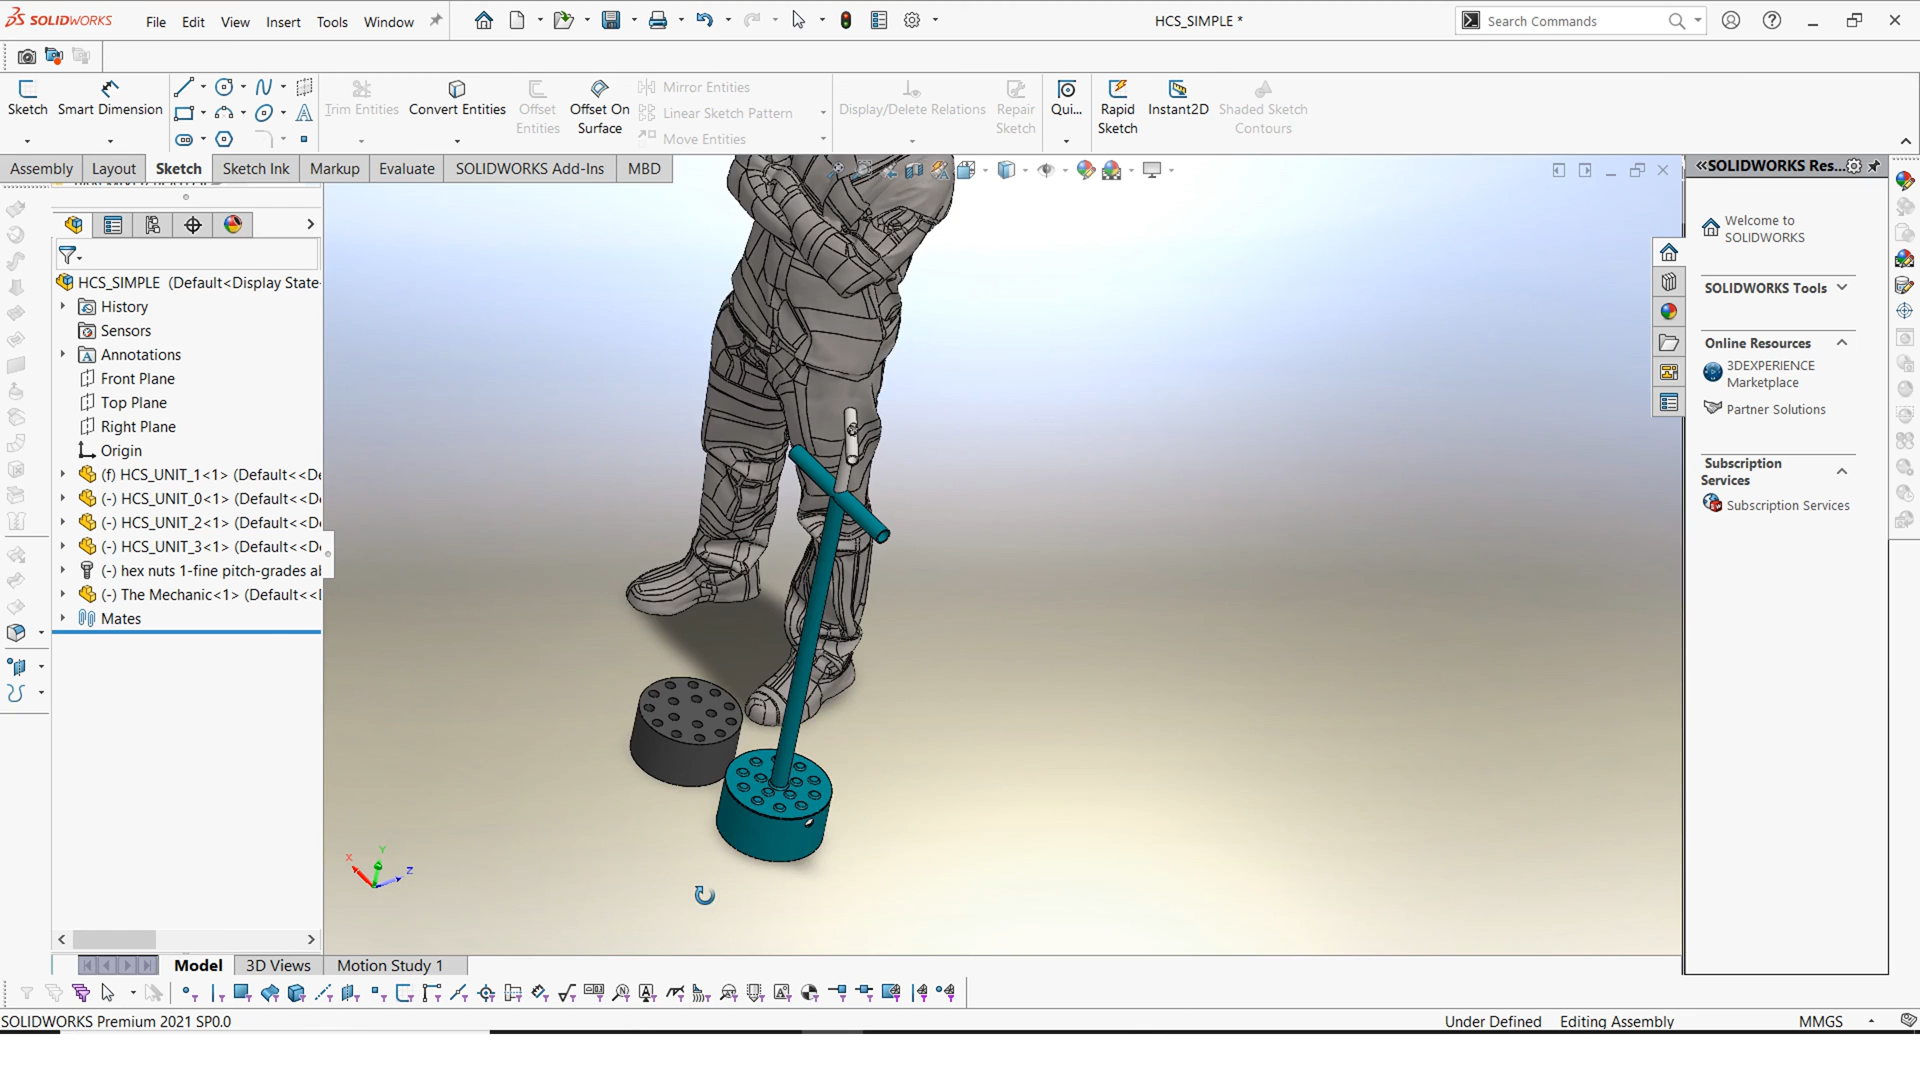 SOLIDWORKS
File Edit View Insert Tools Window
HCS_SIMPLE *
Search Commands
Sketch
Smart Dimension
Trim Entities
Convert Entities
Offset
Entities
Offset On
Surface
Mirror Entities
Linear Sketch Pattern
Move Entities
Display/Delete Relations
Repair
Sketch
Qui...
Rapid
Sketch
Instant2D
Shaded Sketch
Contours
Assembly Layout Sketch Sketch Ink Markup Evaluate SOLIDWORKS Add-Ins MBD
HCS_SIMPLE (Default<Display State-
History
Sensors
Annotations
Front Plane
Top Plane
Right Plane
Origin
(f) HCS_UNIT_1<1> (Default<<De
(-) HCS_UNIT_0<1> (Default<<D
(-) HCS_UNIT_2<1> (Default<<D
(-) HCS_UNIT_3<1> (Default<<D
(-) hex nuts 1-fine pitch-grades a
(-) The Mechanic<1> (Default<<
Mates
X
Y
Z
«SOLIDWORKS Res...
Welcome to
SOLIDWORKS
SOLIDWORKS Tools
Online Resources
3DEXPERIENCE
Marketplace
Partner Solutions
Subscription
Services
Subscription Services
Model 3D Views Motion Study 1
SOLIDWORKS Premium 2021 SP0.0
Under Defined Editing Assembly MMGS